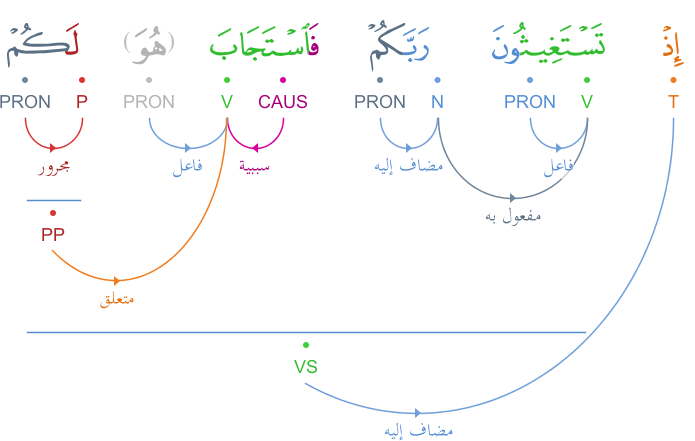 إِذْ تَسْتَغِيثُونَ رَبَّكُمْ فَٱسْتَجَابَ (هُوَ) لَكُمْ
T V PRON N PRON CAUS V PRON P PRON
فاعل مضاف إليه سببية فاعل مجرور
مفعول به
PP
متعلق
VS
مضاف إليه